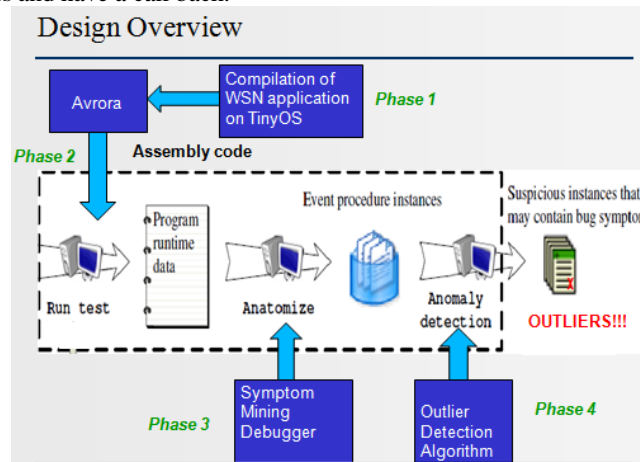 Design Overview
Avrora
Compilation of
WSN application
on TinyOS
Phase 1
Phase 2
Assembly code
Run test
Program
runtime
data
Anatomize
Event procedure instances
Anomaly
detection
Suspicious instances that
may contain bug symptom
OUTLIERS!!!
Phase 3
Symptom
Mining
Debugger
Outlier
Detection
Algorithm
Phase 4